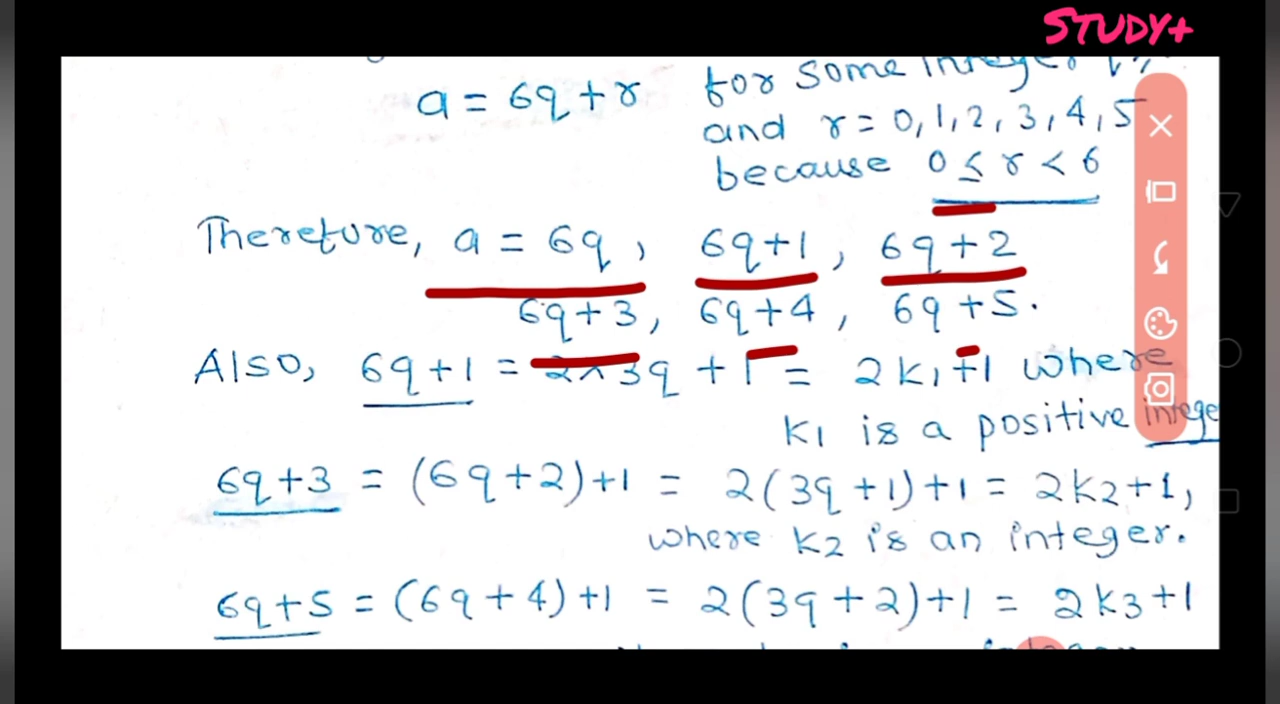 STUDY+
a = 6q + r for some integer
and r = 0, 1, 2, 3, 4, 5
because 0 ≤ r < 6
Therefore, a = 6q, 6q+1, 6q+2
6q+3, 6q+4, 6q+5.
Also, 6q+1 = 2×3q + 1 = 2k1+1 where
k1 is a positive intege
6q+3 = (6q+2)+1 = 2(3q+1)+1 = 2k2+1,
where k2 is an integer.
6q+5 = (6q+4)+1 = 2(3q+2)+1 = 2k3+1